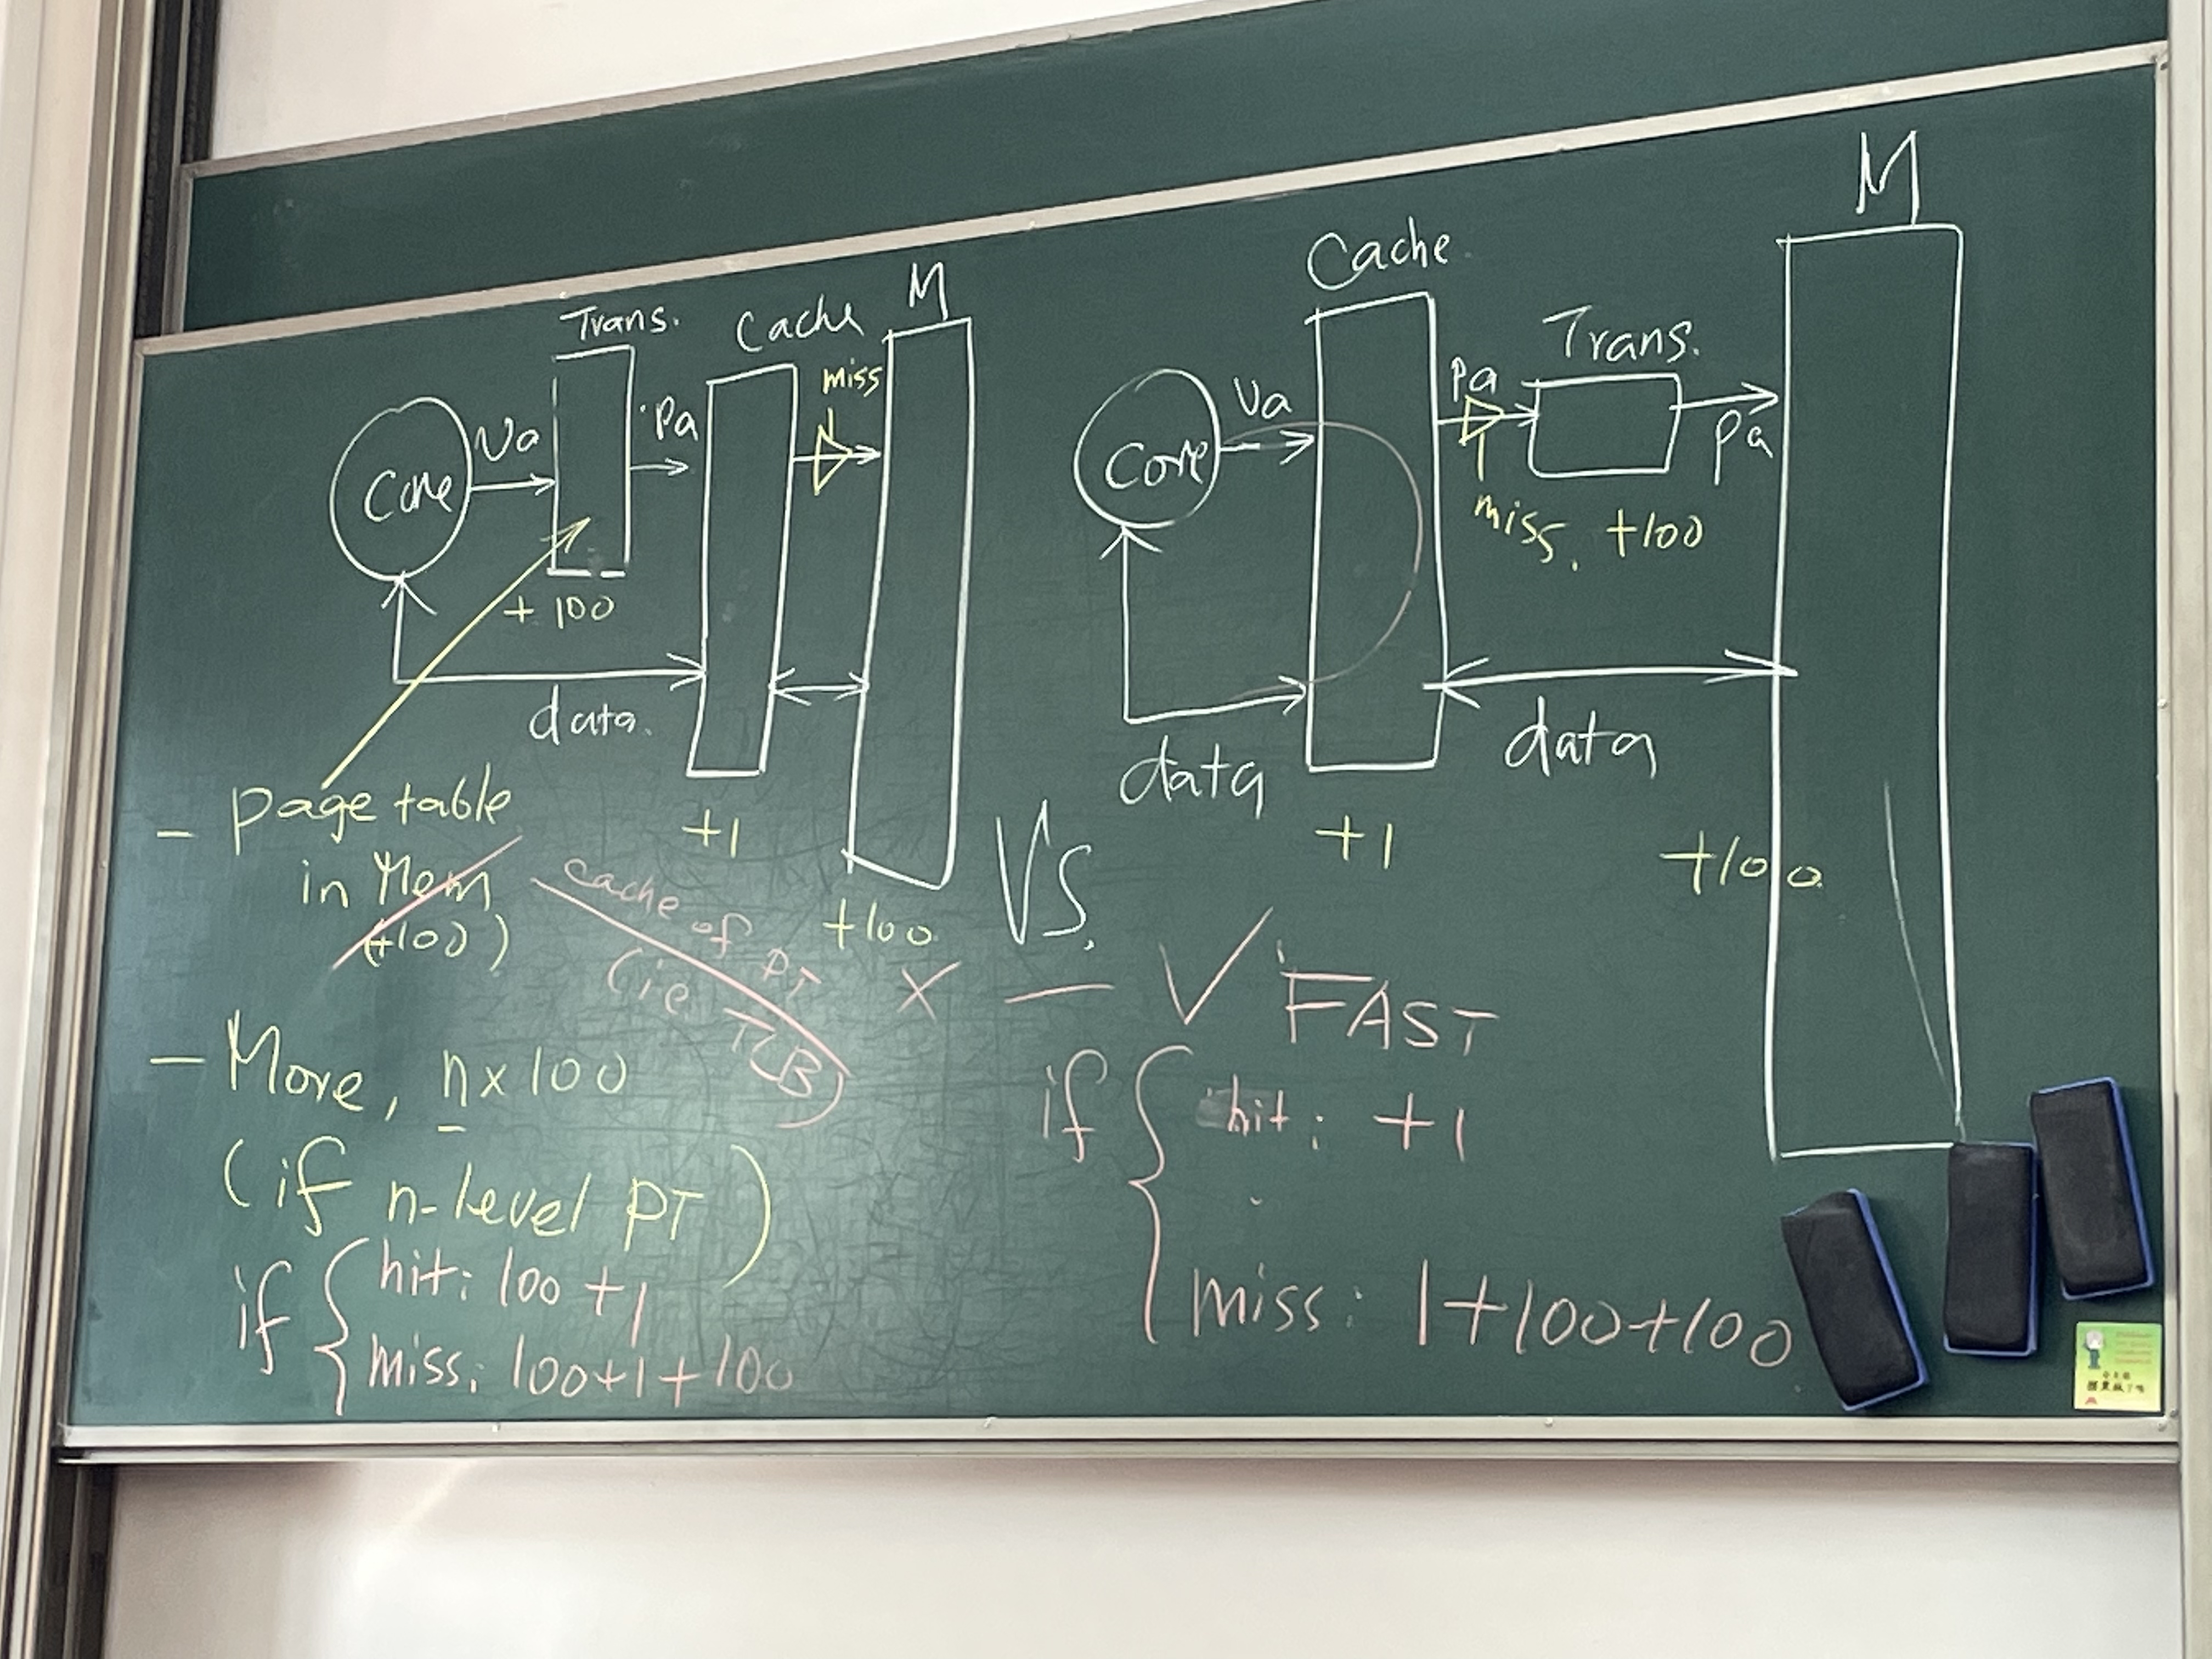 Trans.
Cache
M
miss
Core
Va
Pa
+ 100
data.
+1
+100
- page table
in Mem
(+100)
cache of PT
(ie TLB)
- More, n x 100
(if n-level PT)
if { hit: 100 + 1
miss: 100+1+100
VS.
X — ✓ FAST
Cache
M
Trans.
Core
Va
Pa
Pa
miss. +100
data
data
+1
+100
if { hit: +1
miss: 1+100+100